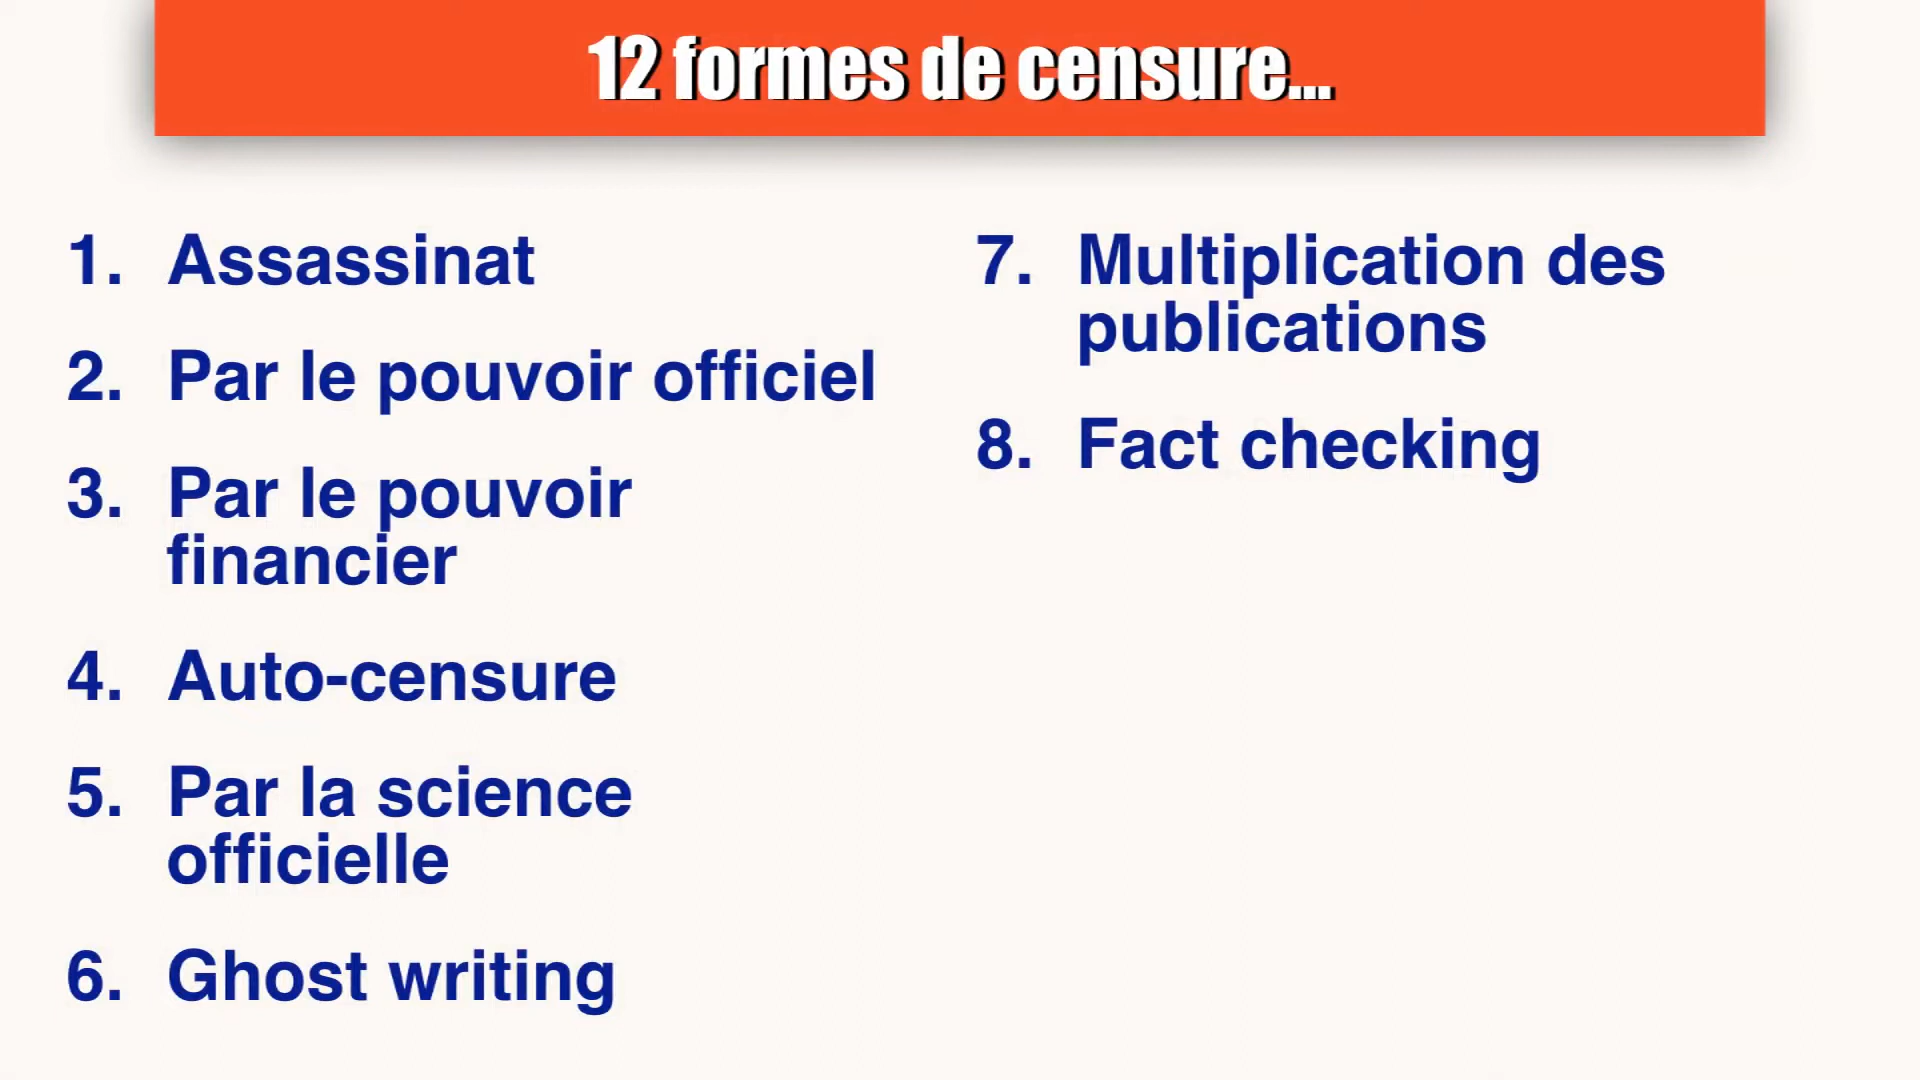 12 formes de censure...
1. Assassinat
2. Par le pouvoir officiel
3. Par le pouvoir
financier
4. Auto-censure
5. Par la science
officielle
6. Ghost writing
7. Multiplication des
publications
8. Fact checking